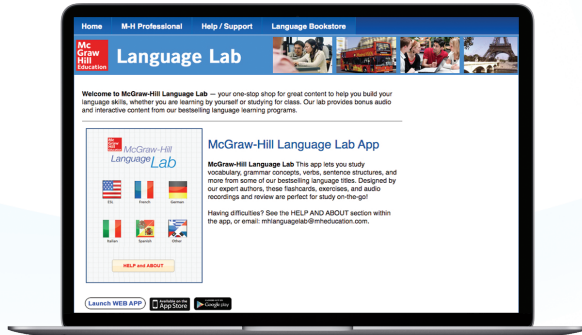 Home M-H Professional Help / Support Language Bookstore
Mc
Graw
Hill
Education
Language Lab
Welcome to McGraw-Hill Language Lab — your one-stop shop for great content to help you build your
language skills, whether you are learning by yourself or studying for class. Our lab provides bonus audio
and interactive content from our bestselling language learning programs.
McGraw-Hill
Language Lab
ESL French German
Italian Spanish Other
HELP and ABOUT
McGraw-Hill Language Lab App
McGraw-Hill Language Lab This app lets you study
vocabulary, grammar concepts, verbs, sentence structures, and
more from some of our bestselling language titles. Designed by
our expert authors, these flashcards, exercises, and audio
recordings and review are perfect for study on-the-go!
Having difficulties? See the HELP AND ABOUT section within
the app, or email: mhlanguagelab@mheducation.com.
Launch WEB APP
Available on the
App Store
Google play